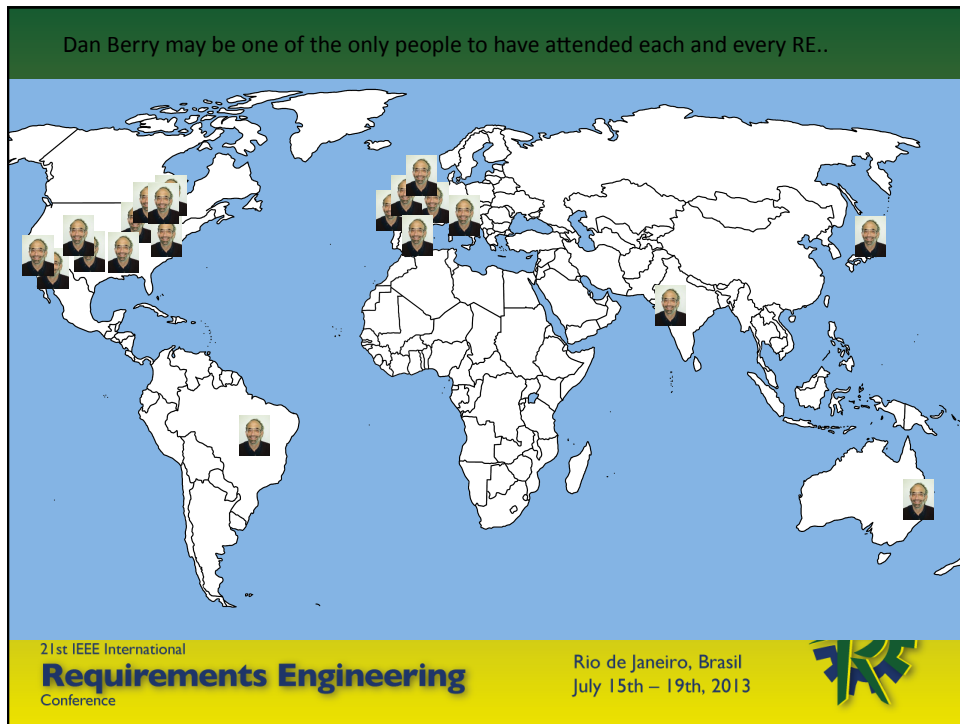 Dan Berry may be one of the only people to have attended each and every RE..
21st IEEE International
Requirements Engineering
Conference
Rio de Janeiro, Brasil
July 15th – 19th, 2013
RE